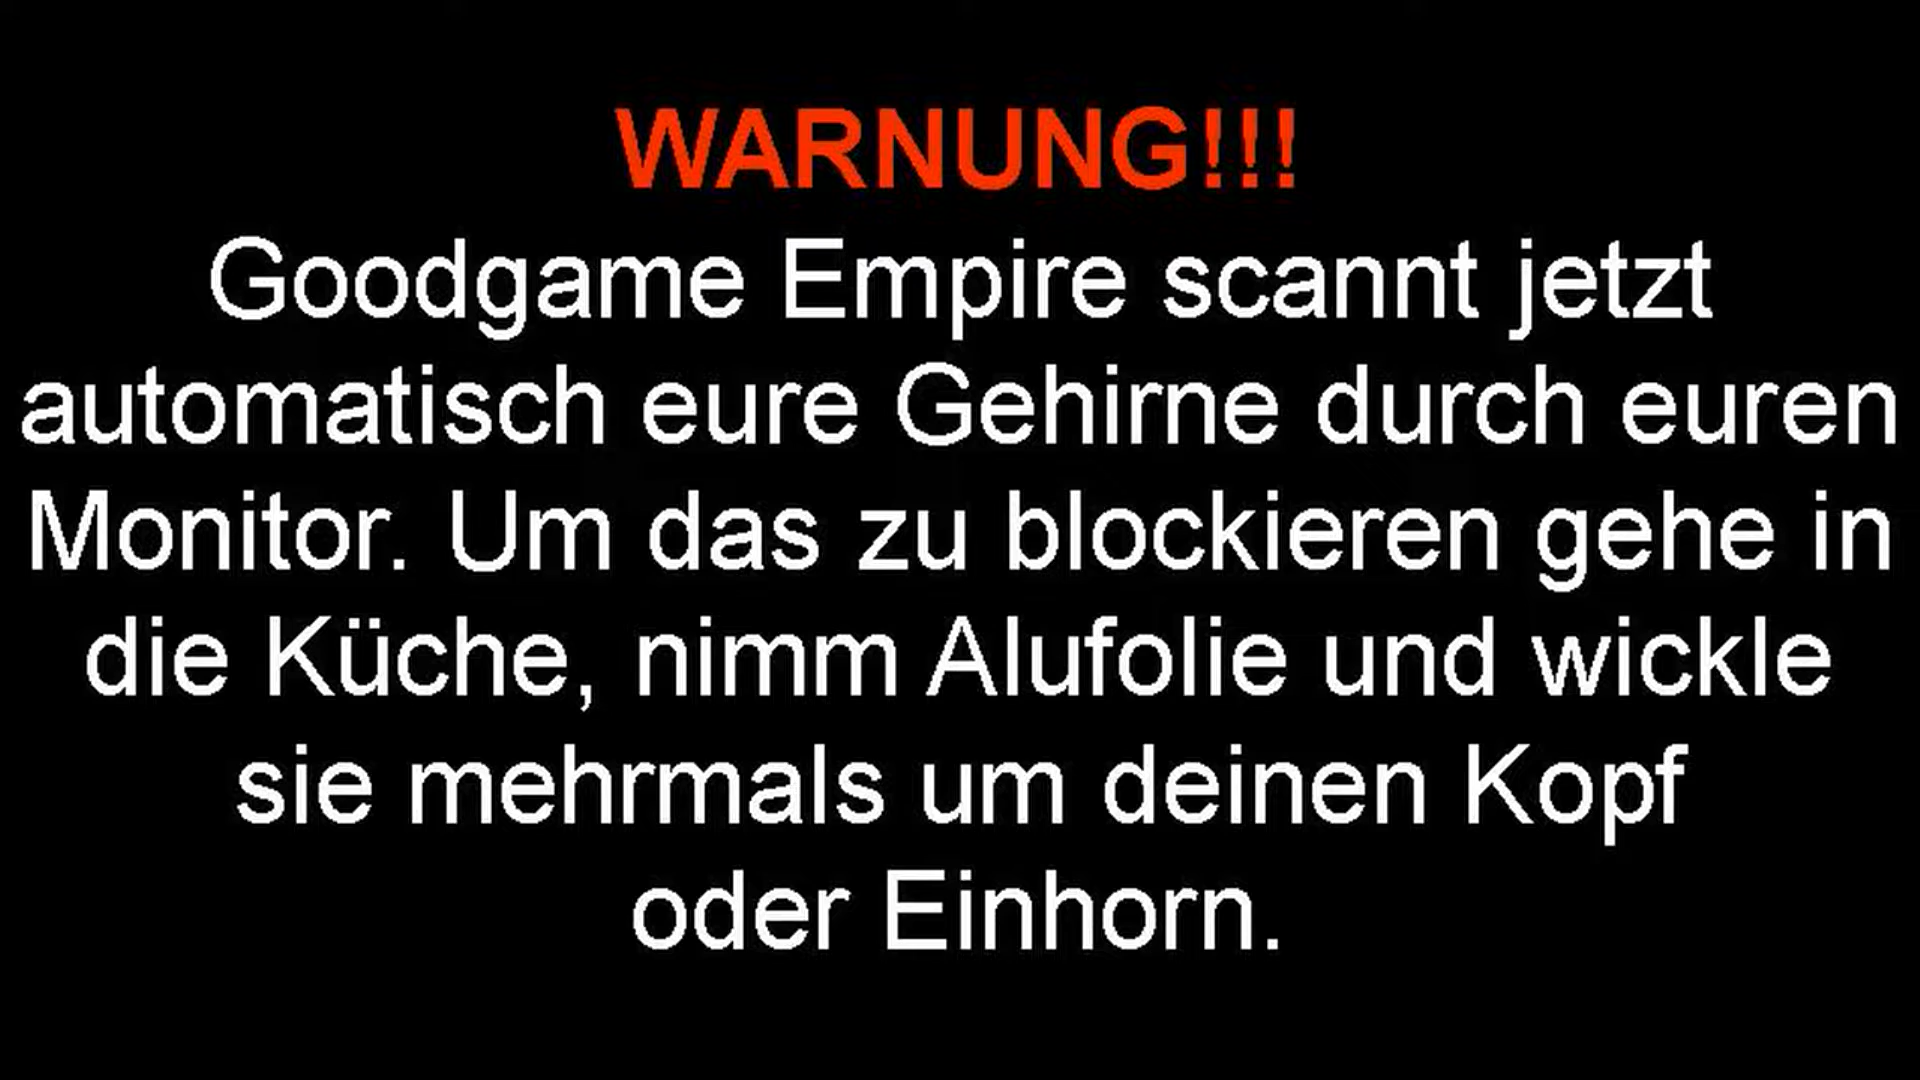 WARNUNG!!!
Goodgame Empire scannt jetzt
automatisch eure Gehirne durch euren
Monitor. Um das zu blockieren gehe in
die Küche, nimm Alufolie und wickle
sie mehrmals um deinen Kopf
oder Einhorn.